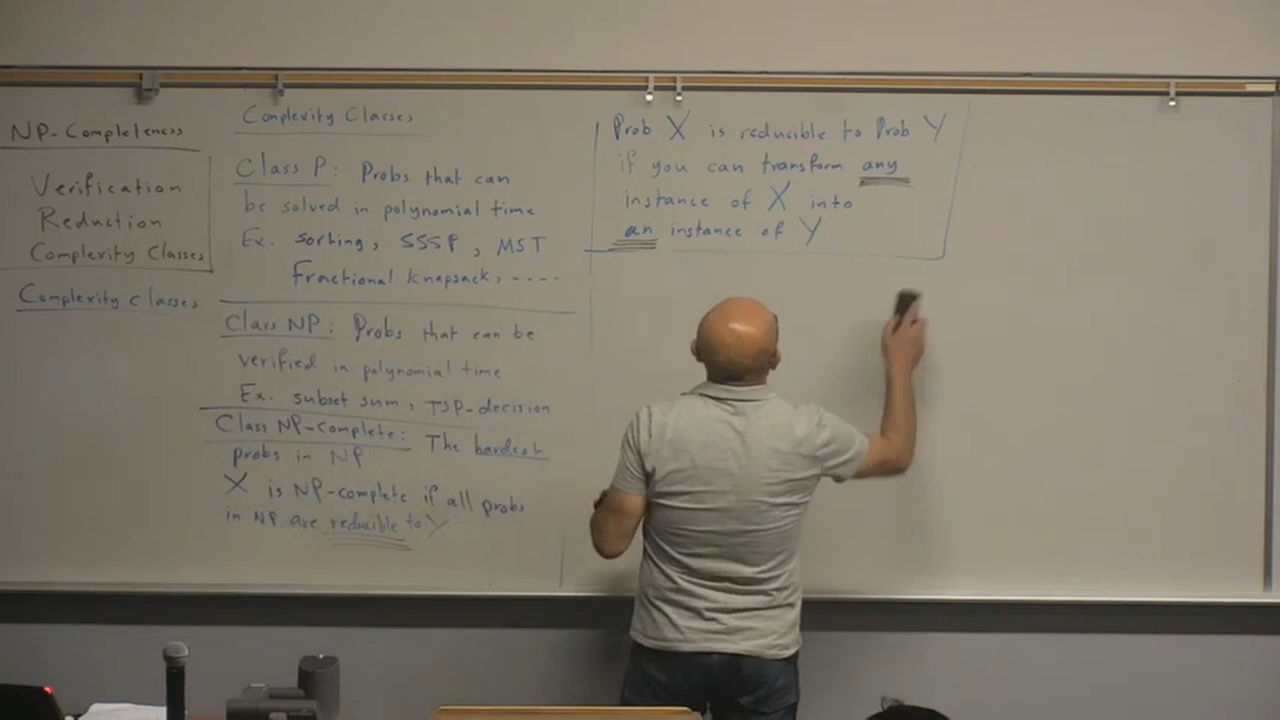 NP-Completeness
Verification
Reduction
Complexity Classes
Complexity classes
Complexity Classes
Class P: Probs that can
be solved in polynomial time
Ex. sorting, SSSP, MST
Fractional knapsack, ----
Class NP: Probs that can be
verified in polynomial time
Ex. subset sum, TSP-decision
Class NP-Complete: The hardest
probs in NP
X is NP-complete if all probs
in NP are reducible to Y
Prob X is reducible to Prob Y
if you can transform any
instance of X into
an instance of Y